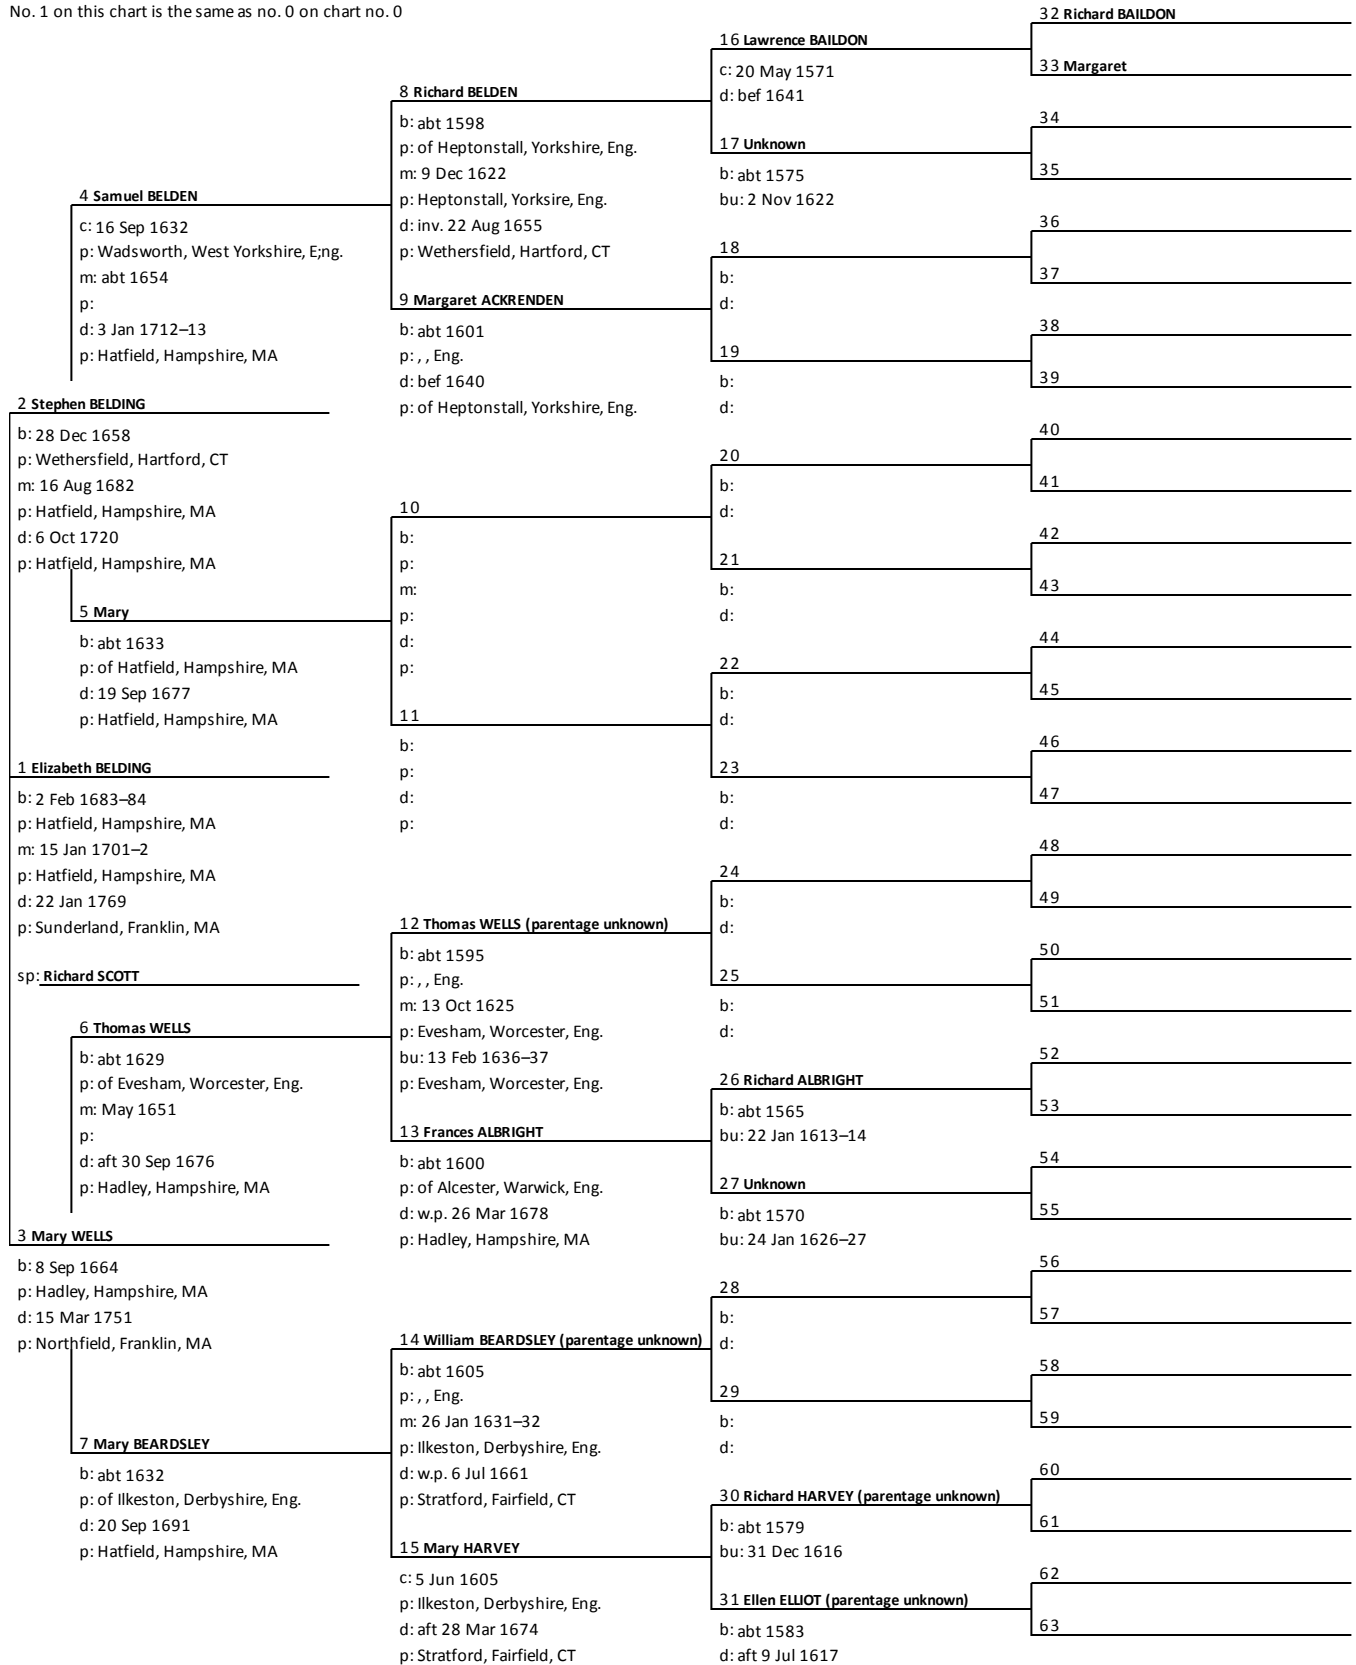 No. 1 on this chart is the same as no. 0 on chart no. 0
2 Stephen BELDING
b: 28 Dec 1658
p: Wethersfield, Hartford, CT
m: 16 Aug 1682
p: Hatfield, Hampshire, MA
d: 6 Oct 1720
p: Hatfield, Hampshire, MA
1 Elizabeth BELDING
b: 2 Feb 1683–84
p: Hatfield, Hampshire, MA
m: 15 Jan 1701–2
p: Hatfield, Hampshire, MA
d: 22 Jan 1769
p: Sunderland, Franklin, MA
sp: Richard SCOTT
3 Mary WELLS
b: 8 Sep 1664
p: Hadley, Hampshire, MA
d: 15 Mar 1751
p: Northfield, Franklin, MA
4 Samuel BELDEN
c: 16 Sep 1632
p: Wadsworth, West Yorkshire, E;ng.
m: abt 1654
p:
d: 3 Jan 1712–13
p: Hatfield, Hampshire, MA
5 Mary
b: abt 1633
p: of Hatfield, Hampshire, MA
d: 19 Sep 1677
p: Hatfield, Hampshire, MA
6 Thomas WELLS
b: abt 1629
p: of Evesham, Worcester, Eng.
m: May 1651
p:
d: aft 30 Sep 1676
p: Hadley, Hampshire, MA
7 Mary BEARDSLEY
b: abt 1632
p: of Ilkeston, Derbyshire, Eng.
d: 20 Sep 1691
p: Hatfield, Hampshire, MA
8 Richard BELDEN
b: abt 1598
p: of Heptonstall, Yorkshire, Eng.
m: 9 Dec 1622
p: Heptonstall, Yorksire, Eng.
d: inv. 22 Aug 1655
p: Wethersfield, Hartford, CT
9 Margaret ACKRENDEN
b: abt 1601
p: , , Eng.
d: bef 1640
p: of Heptonstall, Yorkshire, Eng.
10
b:
p:
m:
p:
d:
p:
11
b:
p:
d:
p:
12 Thomas WELLS (parentage unknown)
b: abt 1595
p: , , Eng.
m: 13 Oct 1625
p: Evesham, Worcester, Eng.
bu: 13 Feb 1636–37
p: Evesham, Worcester, Eng.
13 Frances ALBRIGHT
b: abt 1600
p: of Alcester, Warwick, Eng.
d: w.p. 26 Mar 1678
p: Hadley, Hampshire, MA
14 William BEARDSLEY (parentage unknown)
b: abt 1605
p: , , Eng.
m: 26 Jan 1631–32
p: Ilkeston, Derbyshire, Eng.
d: w.p. 6 Jul 1661
p: Stratford, Fairfield, CT
15 Mary HARVEY
c: 5 Jun 1605
p: Ilkeston, Derbyshire, Eng.
d: aft 28 Mar 1674
p: Stratford, Fairfield, CT
16 Lawrence BAILDON
c: 20 May 1571
d: bef 1641
17 Unknown
b: abt 1575
bu: 2 Nov 1622
18
b:
d:
19
b:
d:
20
b:
d:
21
b:
d:
22
b:
d:
23
b:
d:
24
b:
d:
25
b:
d:
26 Richard ALBRIGHT
b: abt 1565
bu: 22 Jan 1613–14
27 Unknown
b: abt 1570
bu: 24 Jan 1626–27
28
b:
d:
29
b:
d:
30 Richard HARVEY (parentage unknown)
b: abt 1579
bu: 31 Dec 1616
31 Ellen ELLIOT (parentage unknown)
b: abt 1583
d: aft 9 Jul 1617
32 Richard BAILDON
33 Margaret
34
35
36
37
38
39
40
41
42
43
44
45
46
47
48
49
50
51
52
53
54
55
56
57
58
59
60
61
62
63